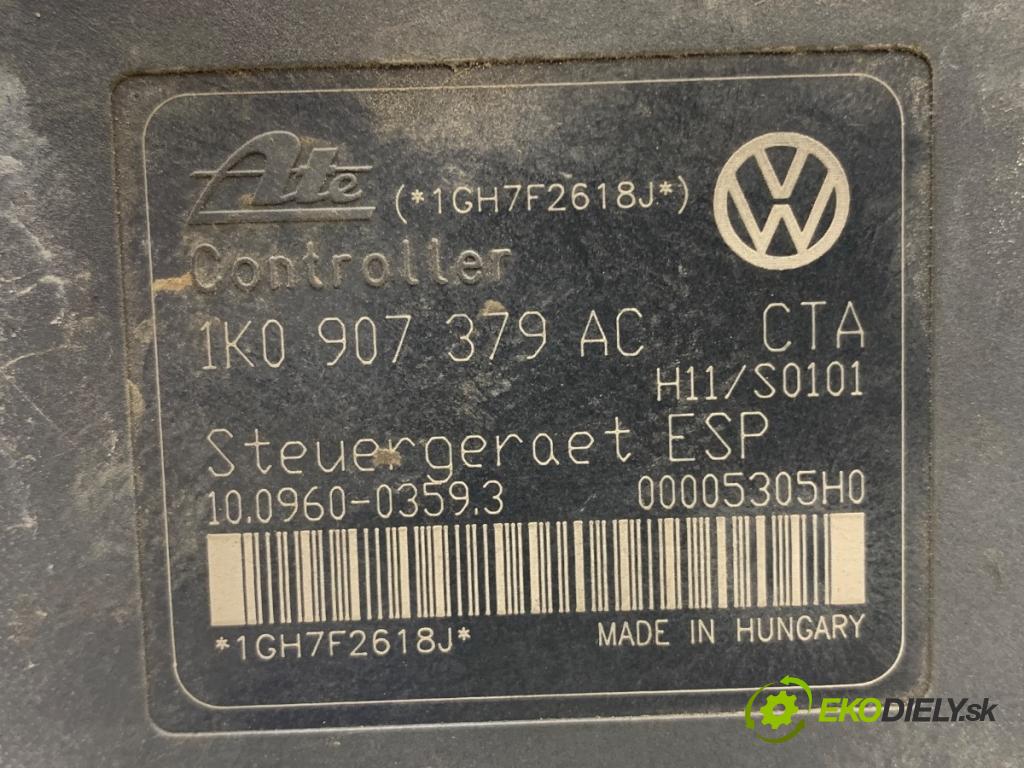 Ate (*1GH7F2618J*) VW
Controller
1K0 907 379 AC CTA
H11/S0101
Steuergeraet ESP
10.0960-0359.3 00005305H0
*1GH7F2618J* MADE IN HUNGARY
EKODIELY.sk